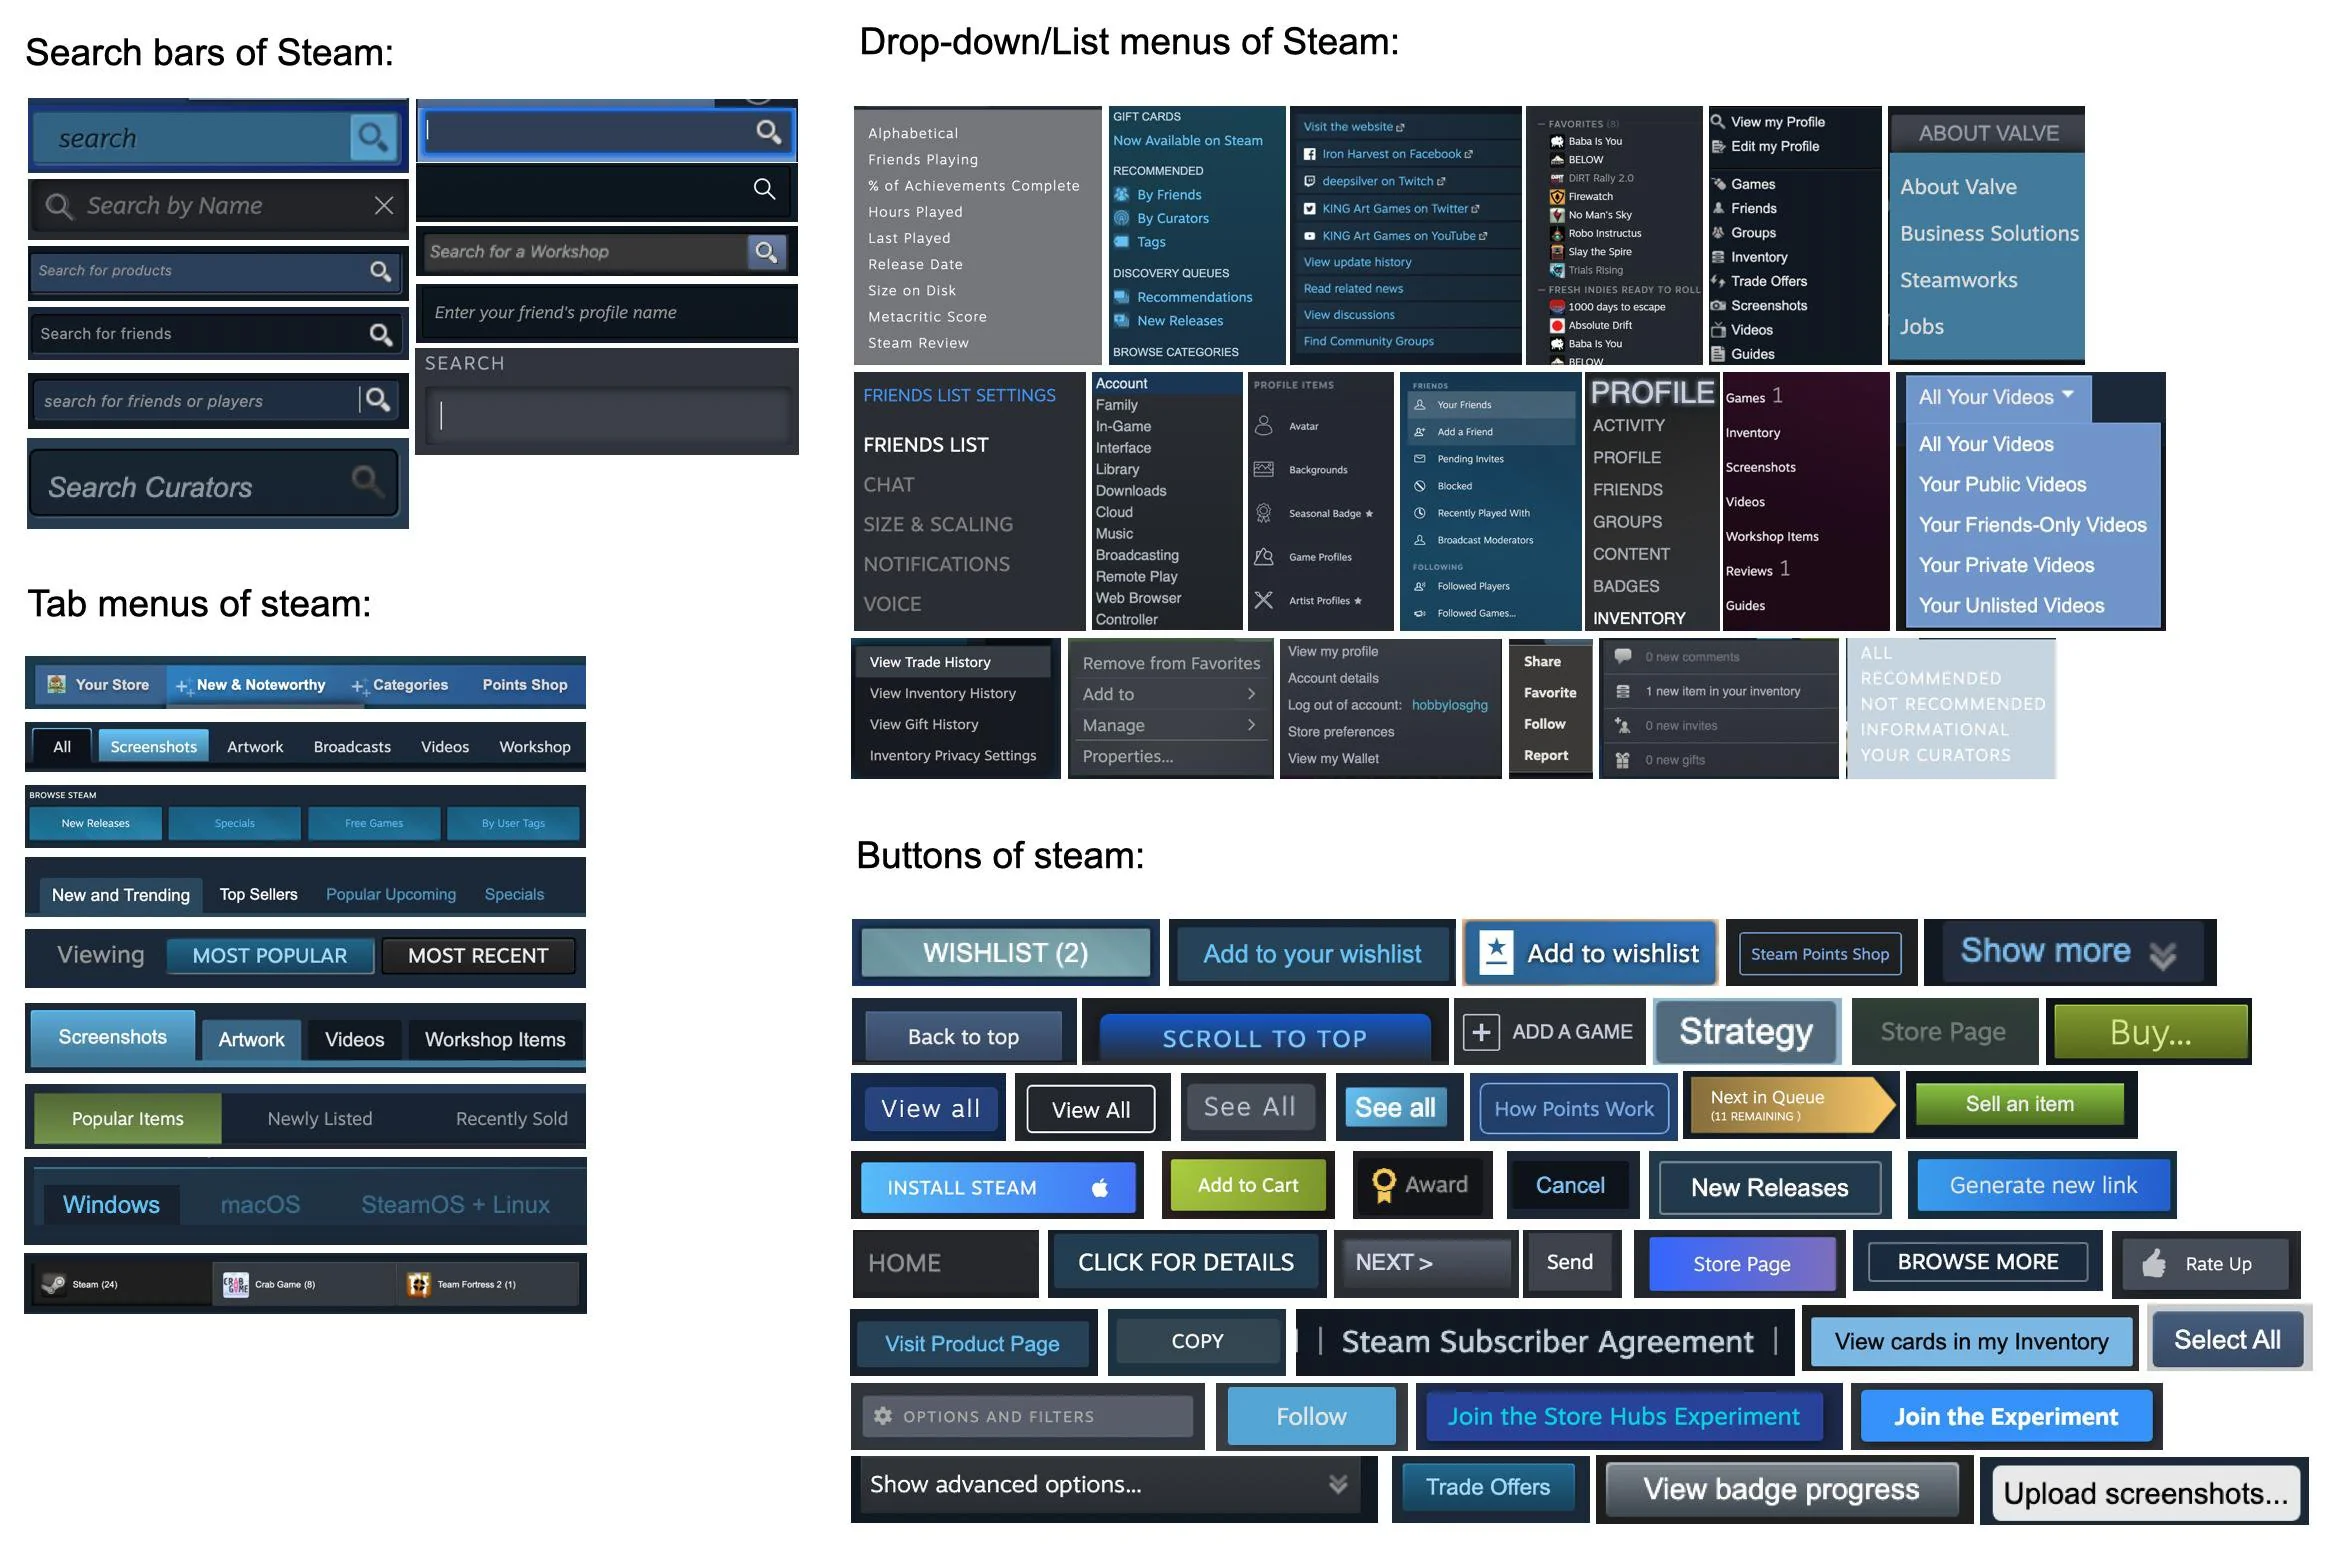 Search bars of Steam:
search
Search by Name
Search for products
Search for friends
search for friends or players
Search Curators
Search for a Workshop
Enter your friend's profile name
SEARCH
Tab menus of steam:
Your Store New & Noteworthy Categories Points Shop
All Screenshots Artwork Broadcasts Videos Workshop
BROWSE STEAM
New Releases Specials Free Games By User Tags
New and Trending Top Sellers Popular Upcoming Specials
Viewing MOST POPULAR MOST RECENT
Screenshots Artwork Videos Workshop Items
Popular Items Newly Listed Recently Sold
Windows macOS SteamOS + Linux
Steam (24) Crab Game (8) Team Fortress 2 (1)
Drop-down/List menus of Steam:
Alphabetical
Friends Playing
% of Achievements Complete
Hours Played
Last Played
Release Date
Size on Disk
Metacritic Score
Steam Review
GIFT CARDS
Now Available on Steam
RECOMMENDED
By Friends
By Curators
Tags
DISCOVERY QUEUES
Recommendations
New Releases
BROWSE CATEGORIES
Visit the website
Iron Harvest on Facebook
deepsilver on Twitch
KING Art Games on Twitter
KING Art Games on YouTube
View update history
Read related news
View discussions
Find Community Groups
— FAVORITES (8)
Baba Is You
BELOW
DiRT Rally 2.0
Firewatch
No Man's Sky
Robo Instructus
Slay the Spire
Trials Rising
— FRESH INDIES READY TO ROLL
1000 days to escape
Absolute Drift
Baba Is You
BELOW
View my Profile
Edit my Profile
Games
Friends
Groups
Inventory
Trade Offers
Screenshots
Videos
Guides
ABOUT VALVE
About Valve
Business Solutions
Steamworks
Jobs
FRIENDS LIST SETTINGS
FRIENDS LIST
CHAT
SIZE & SCALING
NOTIFICATIONS
VOICE
Account
Family
In-Game
Interface
Library
Downloads
Cloud
Music
Broadcasting
Remote Play
Web Browser
Controller
PROFILE ITEMS
Avatar
Backgrounds
Seasonal Badge ★
Game Profiles
Artist Profiles ★
FRIENDS
Your Friends
Add a Friend
Pending Invites
Blocked
Recently Played With
Broadcast Moderators
FOLLOWING
Followed Players
Followed Games...
PROFILE
ACTIVITY
PROFILE
FRIENDS
GROUPS
CONTENT
BADGES
INVENTORY
Games 1
Inventory
Screenshots
Videos
Workshop Items
Reviews 1
Guides
All Your Videos
All Your Videos
Your Public Videos
Your Friends-Only Videos
Your Private Videos
Your Unlisted Videos
View Trade History
View Inventory History
View Gift History
Inventory Privacy Settings
Remove from Favorites
Add to >
Manage >
Properties...
View my profile
Account details
Log out of account: hobbylosghg
Store preferences
View my Wallet
Share
Favorite
Follow
Report
0 new comments
1 new item in your inventory
0 new invites
0 new gifts
ALL
RECOMMENDED
NOT RECOMMENDED
INFORMATIONAL
YOUR CURATORS
Buttons of steam:
WISHLIST (2) Add to your wishlist Add to wishlist Steam Points Shop Show more
Back to top SCROLL TO TOP + ADD A GAME Strategy Store Page Buy...
View all View All See All See all How Points Work Next in Queue
(11 REMAINING )
Sell an item
INSTALL STEAM Add to Cart Award Cancel New Releases Generate new link
HOME CLICK FOR DETAILS NEXT > Send Store Page BROWSE MORE Rate Up
Visit Product Page COPY | Steam Subscriber Agreement | View cards in my Inventory Select All
OPTIONS AND FILTERS Follow Join the Store Hubs Experiment Join the Experiment
Show advanced options... Trade Offers View badge progress Upload screenshots...